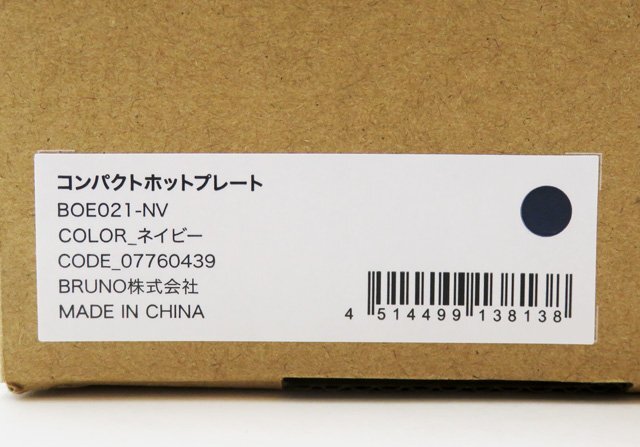 コンパクトホットプレート
BOE021-NV
COLOR_ネイビー
CODE_07760439
BRUNO株式会社
MADE IN CHINA
4 514499 138138